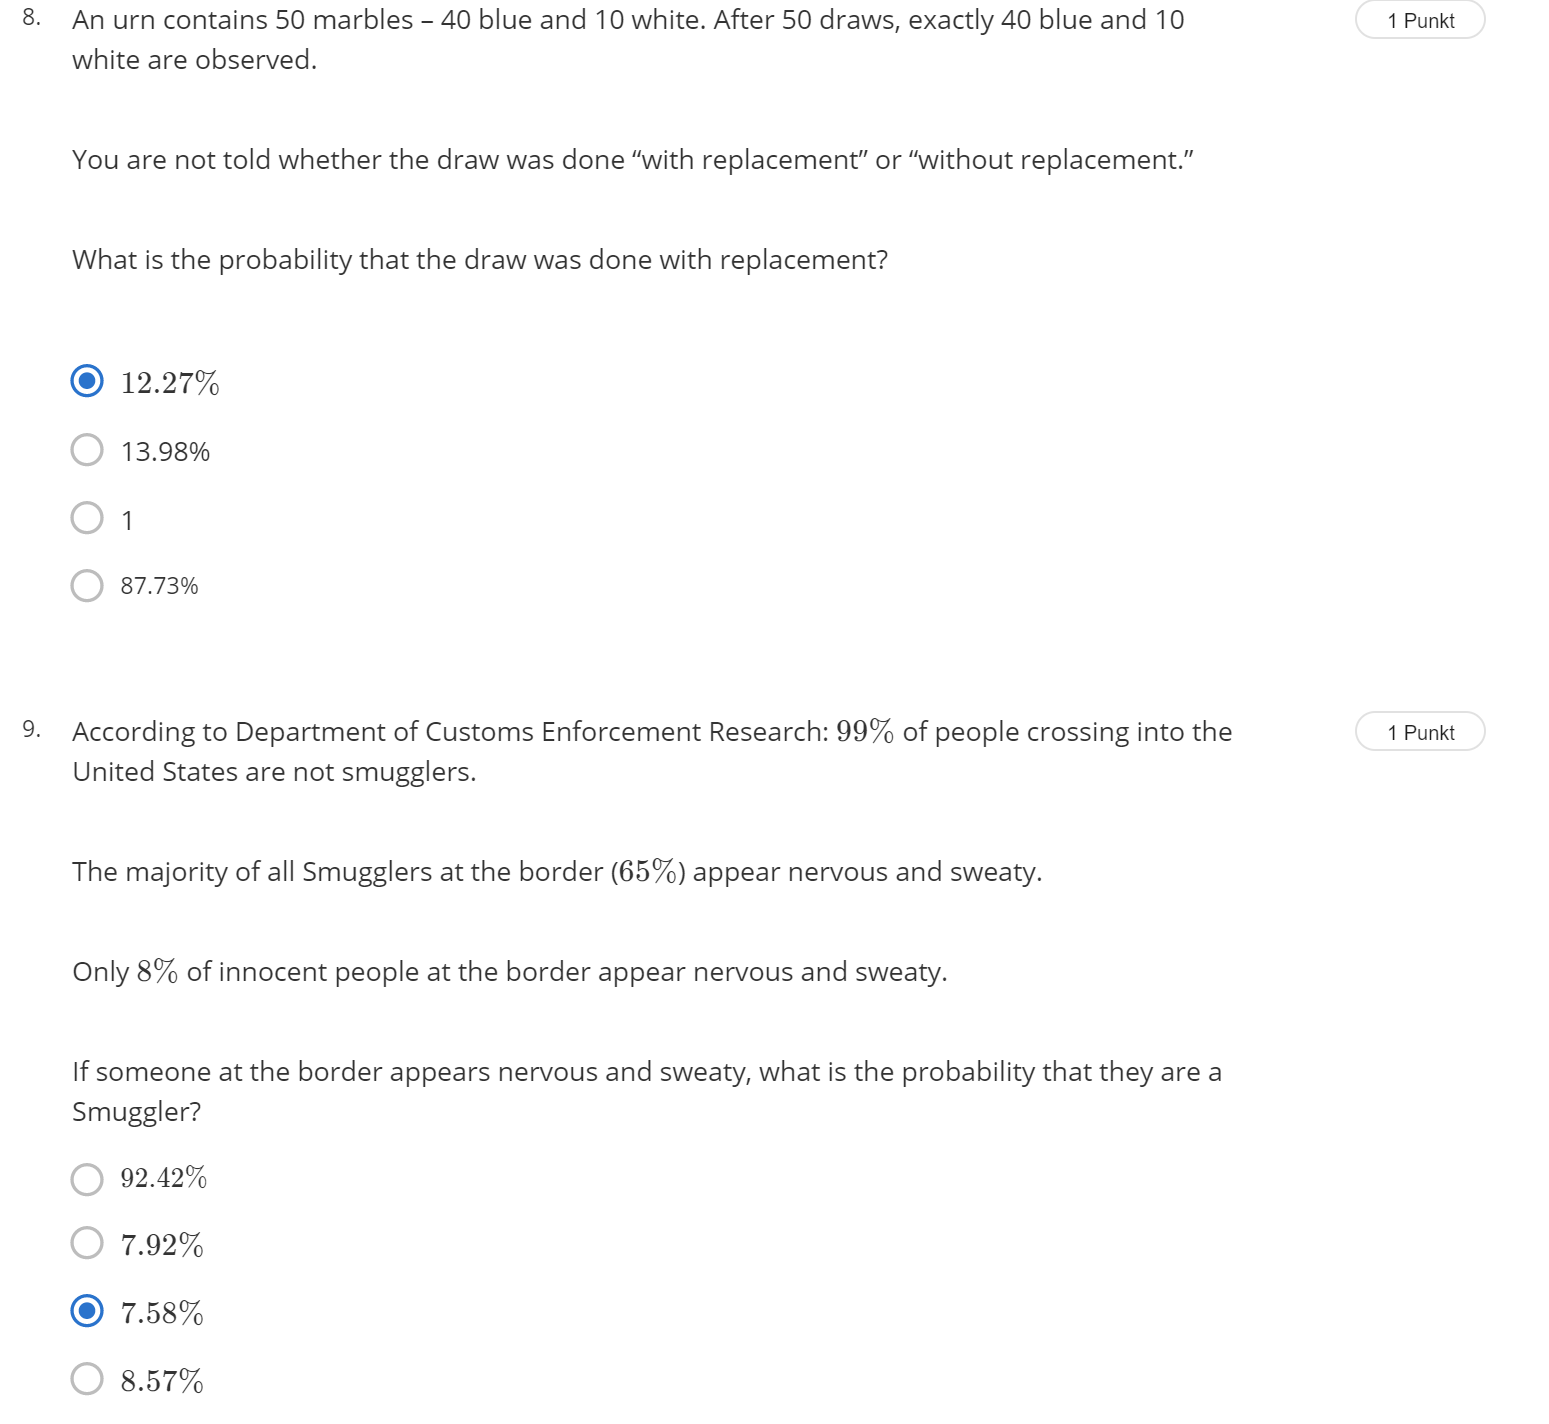 8. An urn contains 50 marbles – 40 blue and 10 white. After 50 draws, exactly 40 blue and 10
1 Punkt
white are observed.
You are not told whether the draw was done “with replacement” or “without replacement.”
What is the probability that the draw was done with replacement?
12.27%
13.98%
1
87.73%
9. According to Department of Customs Enforcement Research: 99% of people crossing into the
1 Punkt
United States are not smugglers.
The majority of all Smugglers at the border (65%) appear nervous and sweaty.
Only 8% of innocent people at the border appear nervous and sweaty.
If someone at the border appears nervous and sweaty, what is the probability that they are a
Smuggler?
92.42%
7.92%
7.58%
8.57%